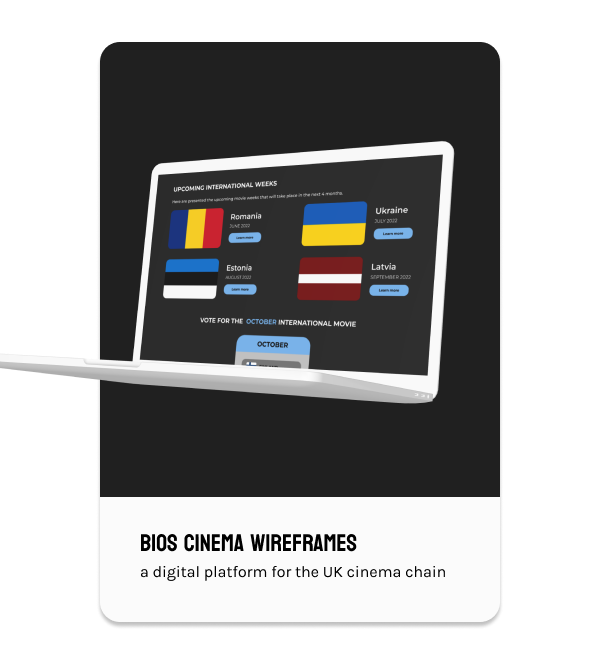 UPCOMING INTERNATIONAL WEEKS
Here are presented the upcoming movie weeks that will take place in the next 4 months.
Romania
JUNE 2022
Learn more
Ukraine
JULY 2022
Learn more
Estonia
AUGUST 2022
Learn more
Latvia
SEPTEMBER 2022
Learn more
VOTE FOR THE OCTOBER INTERNATIONAL MOVIE
OCTOBER
BIOS CINEMA WIREFRAMES
a digital platform for the UK cinema chain